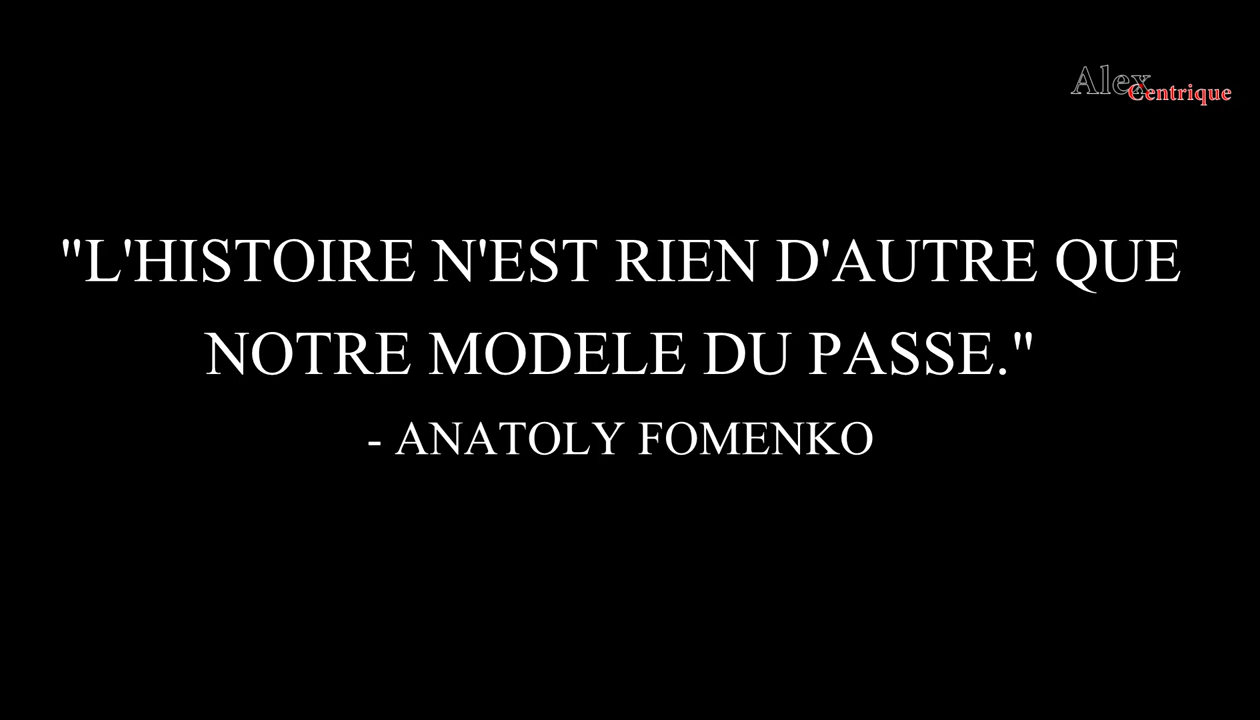 Alex
Centrique
"L'HISTOIRE N'EST RIEN D'AUTRE QUE
NOTRE MODELE DU PASSE."
- ANATOLY FOMENKO